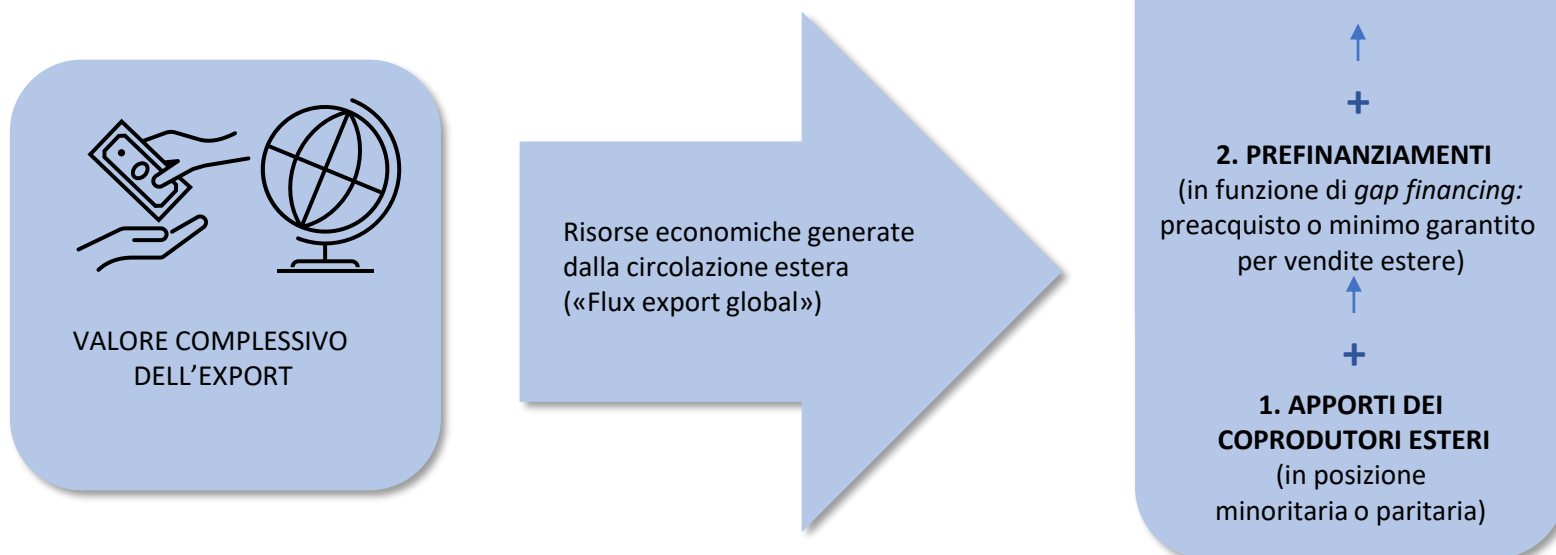 VALORE COMPLESSIVO
DELL’EXPORT
Risorse economiche generate
dalla circolazione estera
(«Flux export global»)
+
2. PREFINANZIAMENTI
(in funzione di gap financing:
preacquisto o minimo garantito
per vendite estere)
+
1. APPORTI DEI
COPRODUTORI ESTERI
(in posizione
minoritaria o paritaria)